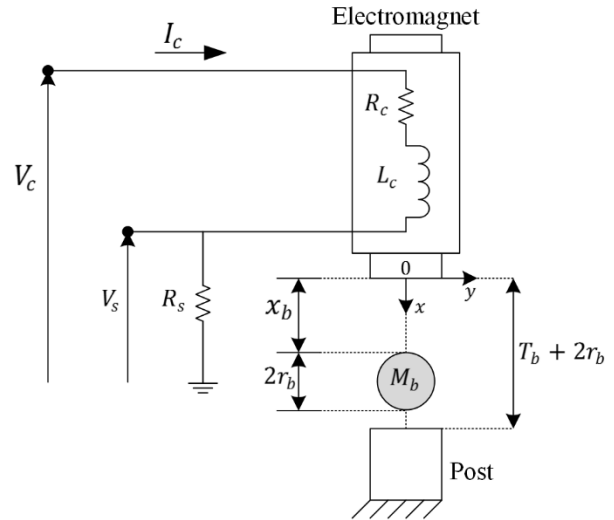 Electromagnet
I_c
R_c
V_c
L_c
0
V_s
R_s
x_b
x
y
T_b + 2r_b
2r_b
M_b
Post